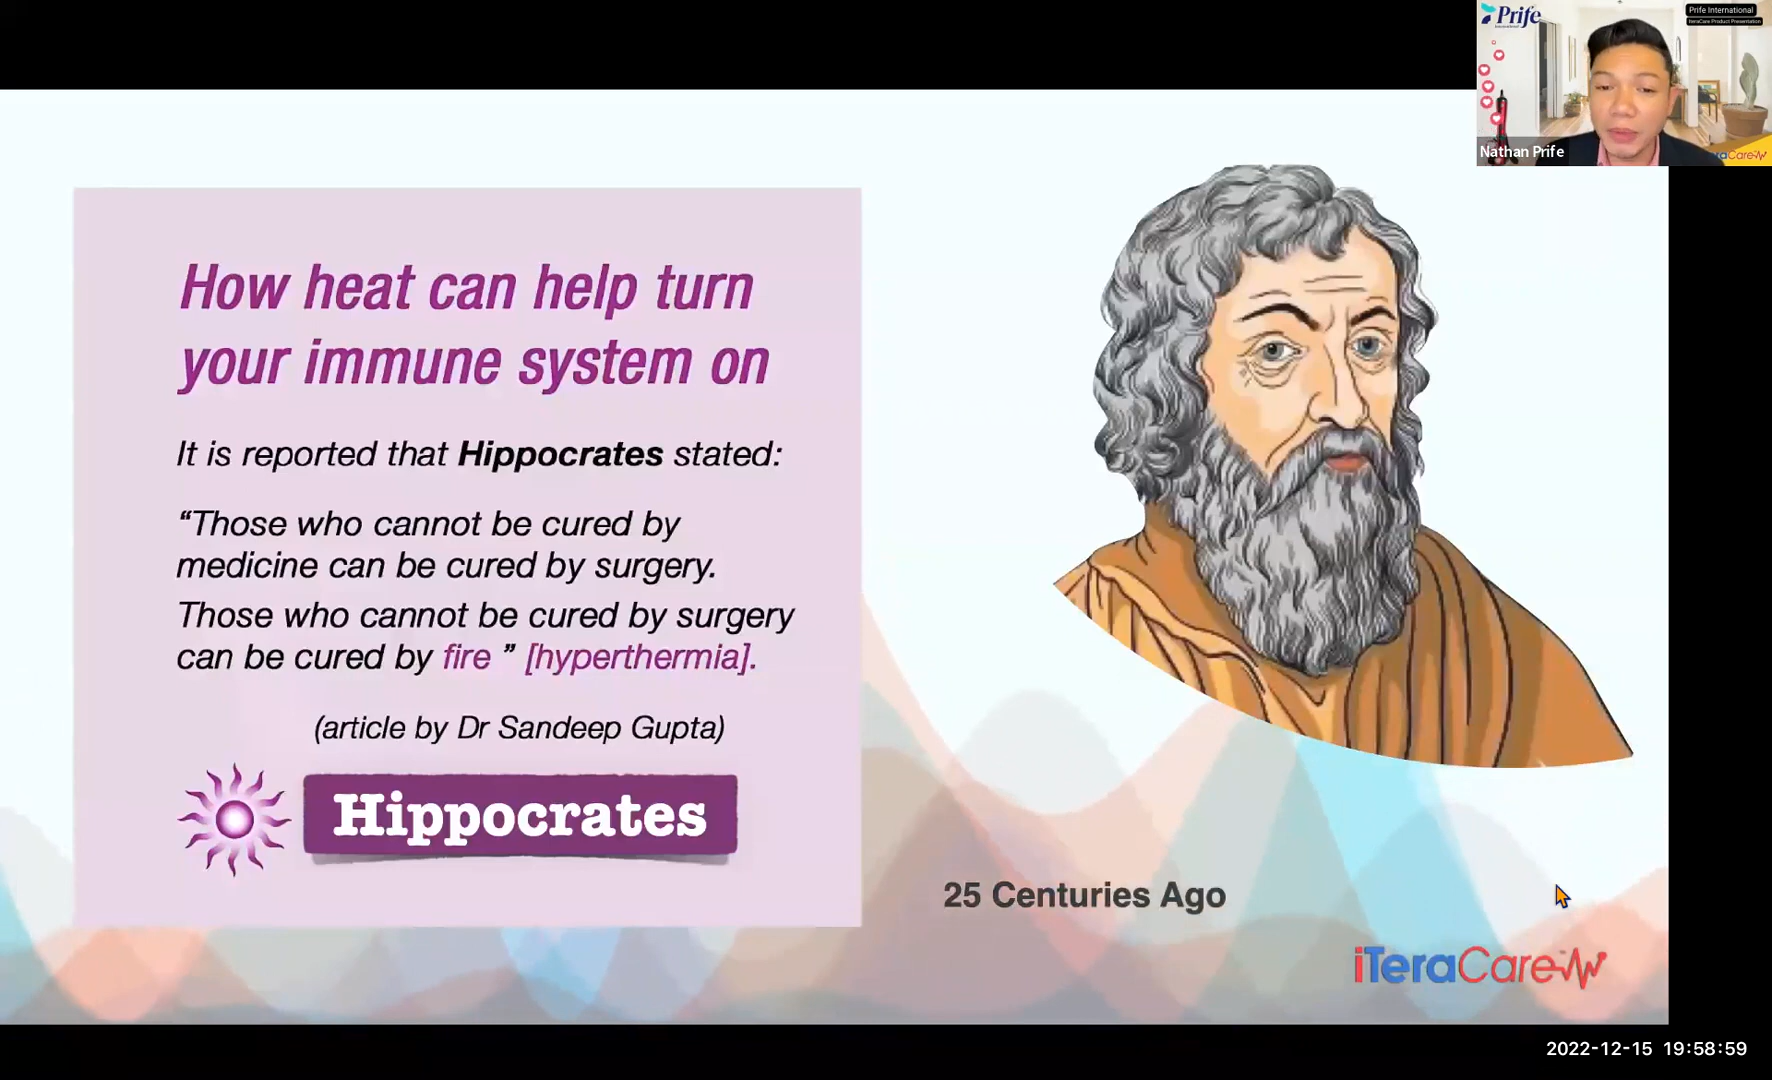 Prife
Prife International
iTeraCare Product Presentation
Nathan Prife
How heat can help turn
your immune system on
It is reported that Hippocrates stated:
“Those who cannot be cured by
medicine can be cured by surgery.
Those who cannot be cured by surgery
can be cured by fire ” [hyperthermia].
(article by Dr Sandeep Gupta)
Hippocrates
25 Centuries Ago
iTeraCare
2022-12-15 19:58:59